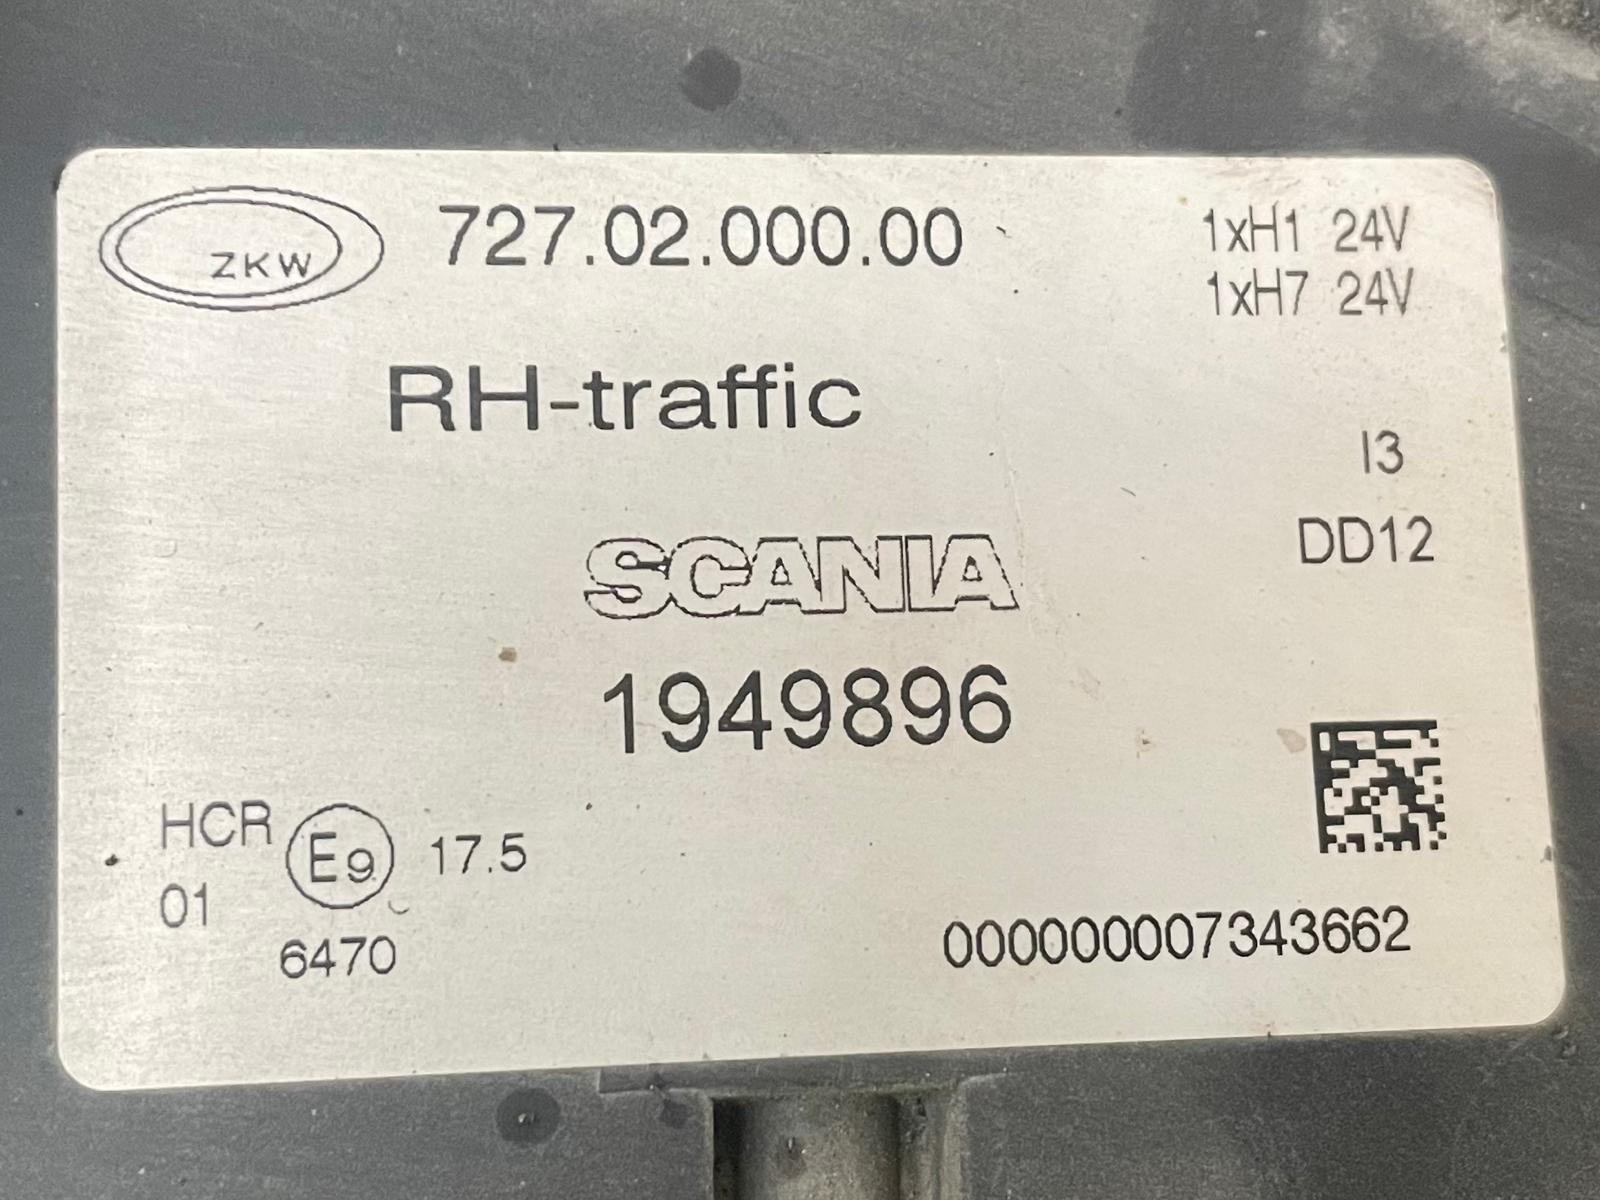 ZKW
727.02.000.00
1xH1 24V
1xH7 24V
RH-traffic
I3
DD12
SCANIA
1949896
HCR
E9
17.5
01
6470
000000007343662